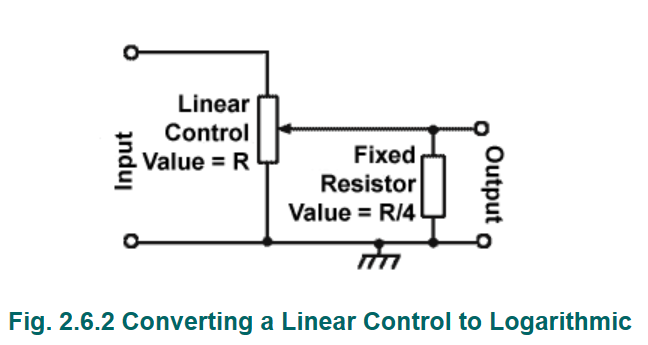 Linear
Control
Value = R
Input
Fixed
Resistor
Value = R/4
Output
Fig. 2.6.2 Converting a Linear Control to Logarithmic